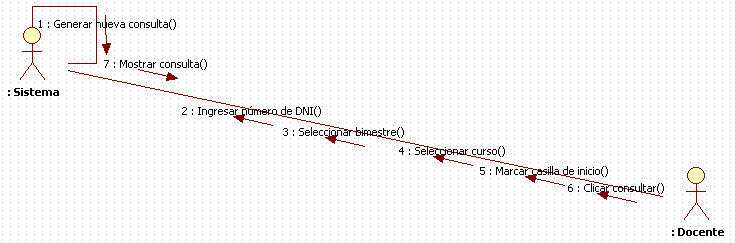 1 : Generar nueva consulta()
7 : Mostrar consulta()
: Sistema
2 : Ingresar número de DNI()
3 : Seleccionar bimestre()
4 : Seleccionar curso()
5 : Marcar casilla de inicio()
6 : Clicar consultar()
: Docente